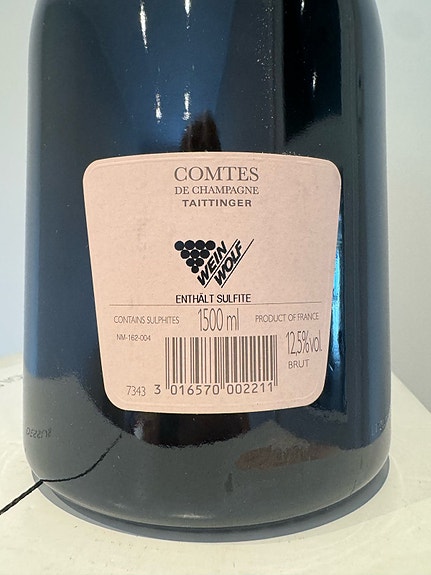 COMTES
DE CHAMPAGNE
TAITTINGER
WEIN
WOLF
ENTHÄLT SULFITE
CONTAINS SULPHITES 1500 ml PRODUCT OF FRANCE
NM-162-004
12,5%vol.
BRUT
7343 3 016570 002211